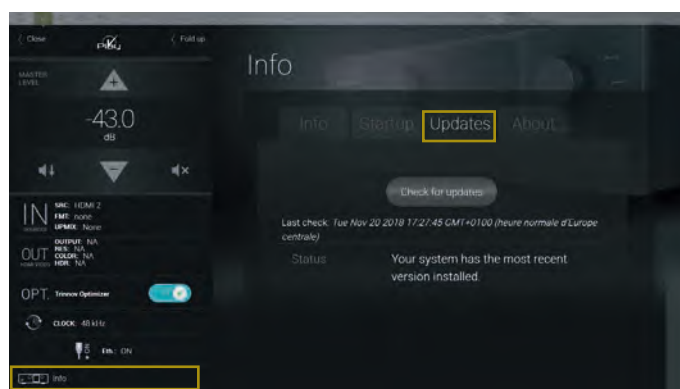 Close
Fold up
MASTER
LEVEL
-43.0
dB
IN
SRC: HDMI 2
FMT: none
UPMIX: None
OUT
OUTPUT: NA
RES: NA
COLOR: NA
HDR: NA
OPT.
Trinnov Optimizer
CLOCK: 48 kHz
Eth.: ON
Info
Info
Info
Startup
Updates
About
Check for updates
Last check: Tue Nov 20 2018 17:27:45 GMT+0100 (heure normale d'Europe
centrale)
Status
Your system has the most recent
version installed.